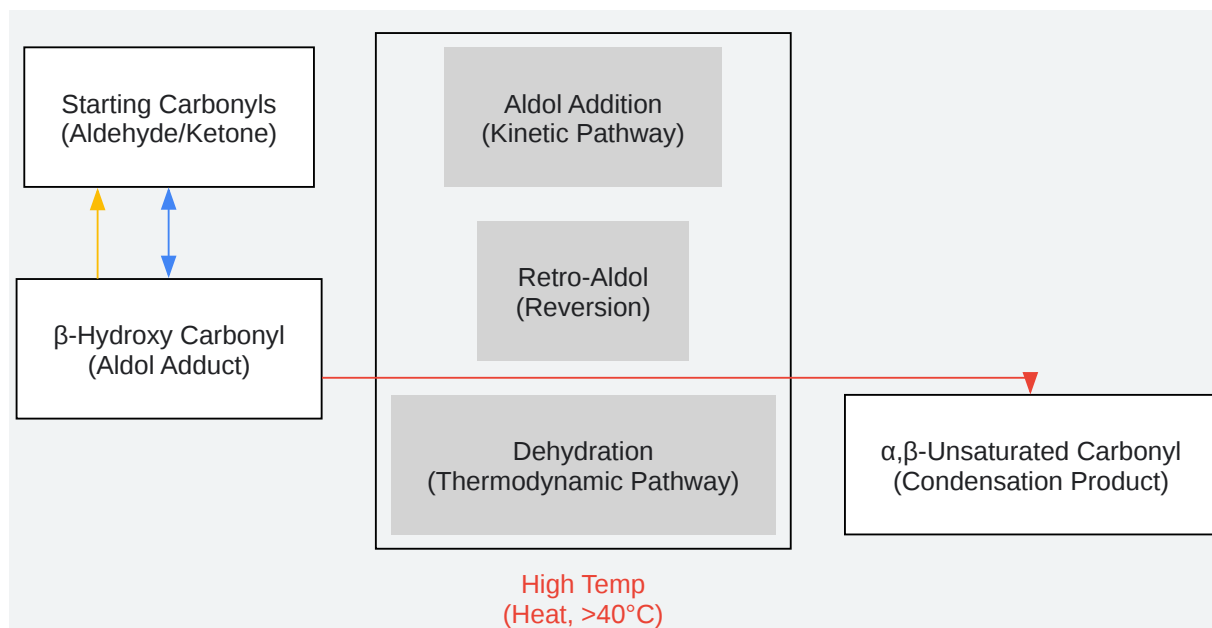 Starting Carbonyls
(Aldehyde/Ketone)
β-Hydroxy Carbonyl
(Aldol Adduct)
Aldol Addition
(Kinetic Pathway)
Retro-Aldol
(Reversion)
Dehydration
(Thermodynamic Pathway)
High Temp
(Heat, >40°C)
α,β-Unsaturated Carbonyl
(Condensation Product)